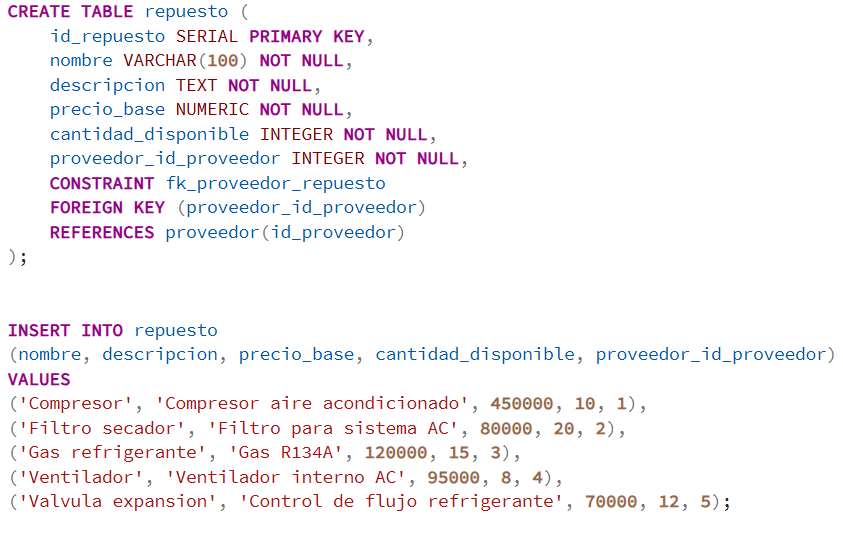 CREATE TABLE repuesto (
    id_repuesto SERIAL PRIMARY KEY,
    nombre VARCHAR(100) NOT NULL,
    descripcion TEXT NOT NULL,
    precio_base NUMERIC NOT NULL,
    cantidad_disponible INTEGER NOT NULL,
    proveedor_id_proveedor INTEGER NOT NULL,
    CONSTRAINT fk_proveedor_repuesto
    FOREIGN KEY (proveedor_id_proveedor)
    REFERENCES proveedor(id_proveedor)
);
INSERT INTO repuesto
(nombre, descripcion, precio_base, cantidad_disponible, proveedor_id_proveedor)
VALUES
('Compresor', 'Compresor aire acondicionado', 450000, 10, 1),
('Filtro secador', 'Filtro para sistema AC', 80000, 20, 2),
('Gas refrigerante', 'Gas R134A', 120000, 15, 3),
('Ventilador', 'Ventilador interno AC', 95000, 8, 4),
('Valvula expansion', 'Control de flujo refrigerante', 70000, 12, 5);